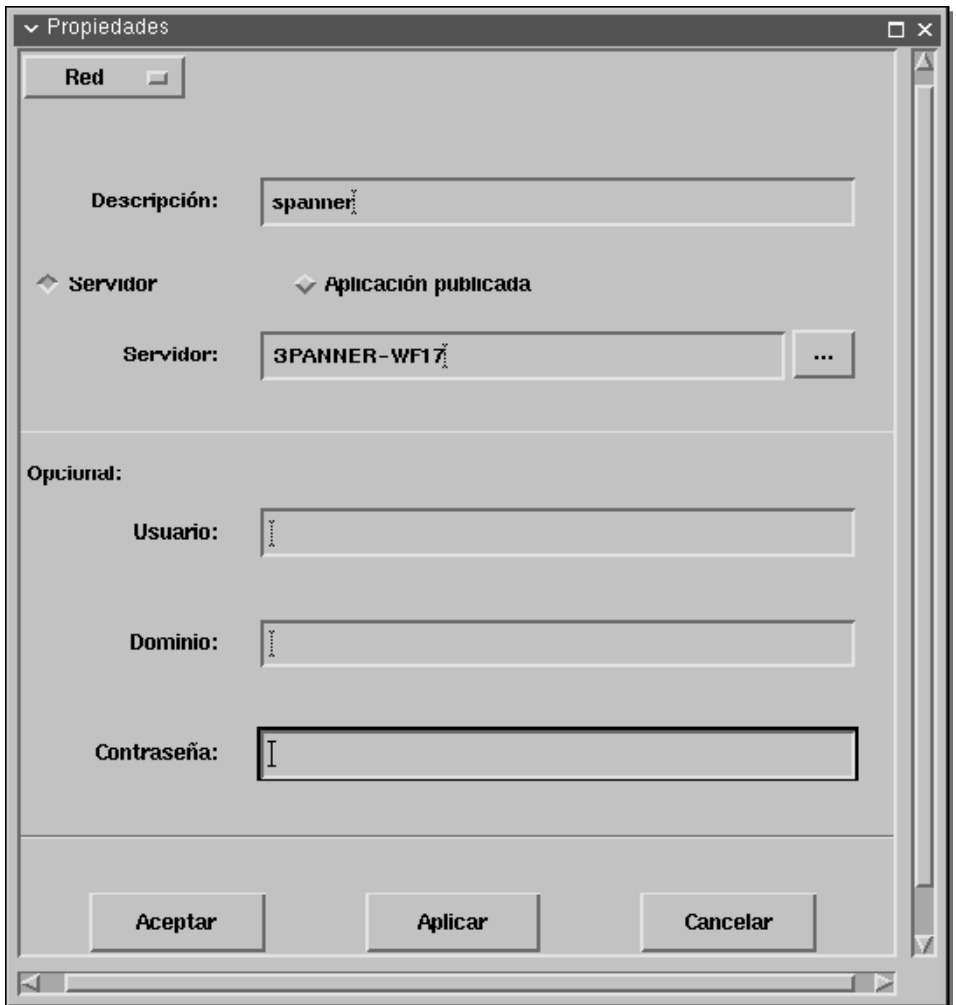 Propiedades
Red
Descripción: spanner
Servidor Aplicación publicada
Servidor: SPANNER-WF17 ...
Opcional:
Usuario:
Dominio:
Contraseña:
Aceptar Aplicar Cancelar